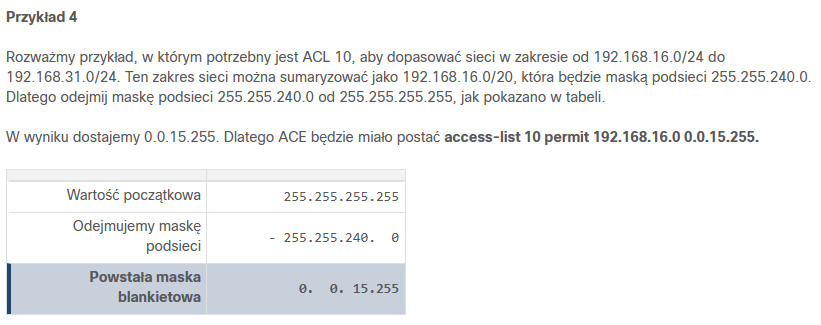 Przykład 4
Rozważmy przykład, w którym potrzebny jest ACL 10, aby dopasować sieci w zakresie od 192.168.16.0/24 do
192.168.31.0/24. Ten zakres sieci można sumaryzować jako 192.168.16.0/20, która będzie maską podsieci 255.255.240.0.
Dlatego odejmij maskę podsieci 255.255.240.0 od 255.255.255.255, jak pokazano w tabeli.
W wyniku dostajemy 0.0.15.255. Dlatego ACE będzie miało postać access-list 10 permit 192.168.16.0 0.0.15.255.
Wartość początkowa 255.255.255.255
Odejmujemy maskę
podsieci - 255.255.240.  0
Powstała maska
blankietowa 0.  0. 15.255